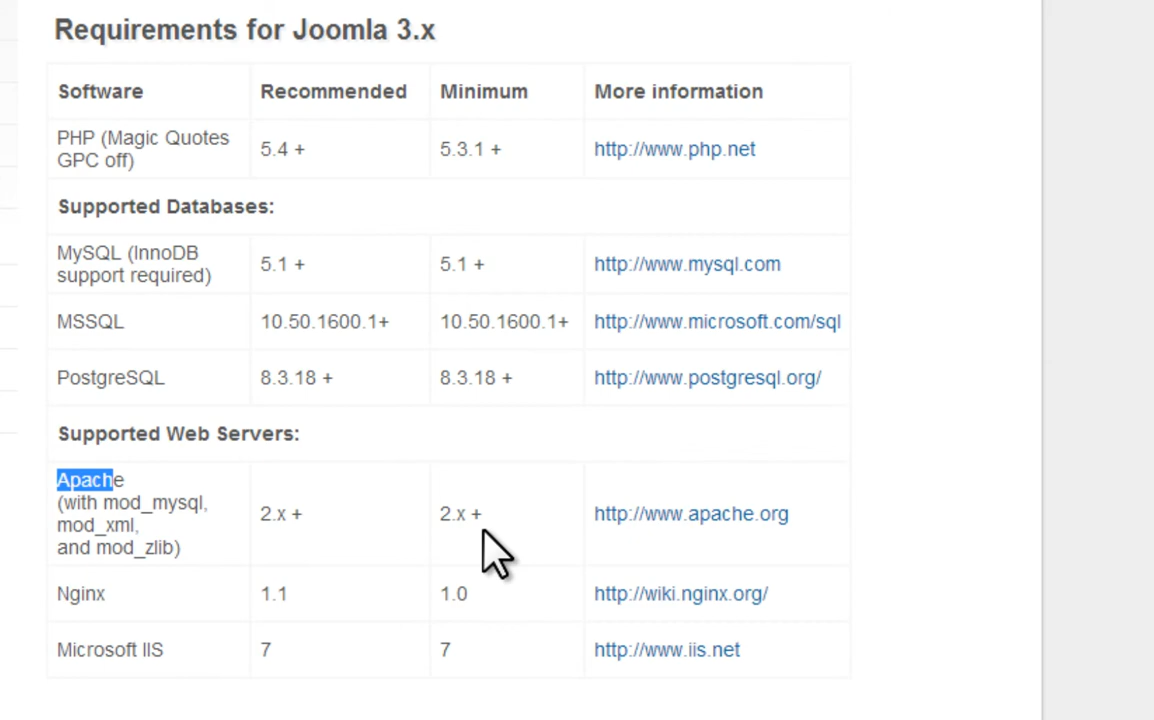 Requirements for Joomla 3.x
Software Recommended Minimum More information
PHP (Magic Quotes
GPC off) 5.4 + 5.3.1 + http://www.php.net
Supported Databases:
MySQL (InnoDB
support required) 5.1 + 5.1 + http://www.mysql.com
MSSQL 10.50.1600.1+ 10.50.1600.1+ http://www.microsoft.com/sql
PostgreSQL 8.3.18 + 8.3.18 + http://www.postgresql.org/
Supported Web Servers:
Apache
(with mod_mysql,
mod_xml,
and mod_zlib) 2.x + 2.x + http://www.apache.org
Nginx 1.1 1.0 http://wiki.nginx.org/
Microsoft IIS 7 7 http://www.iis.net